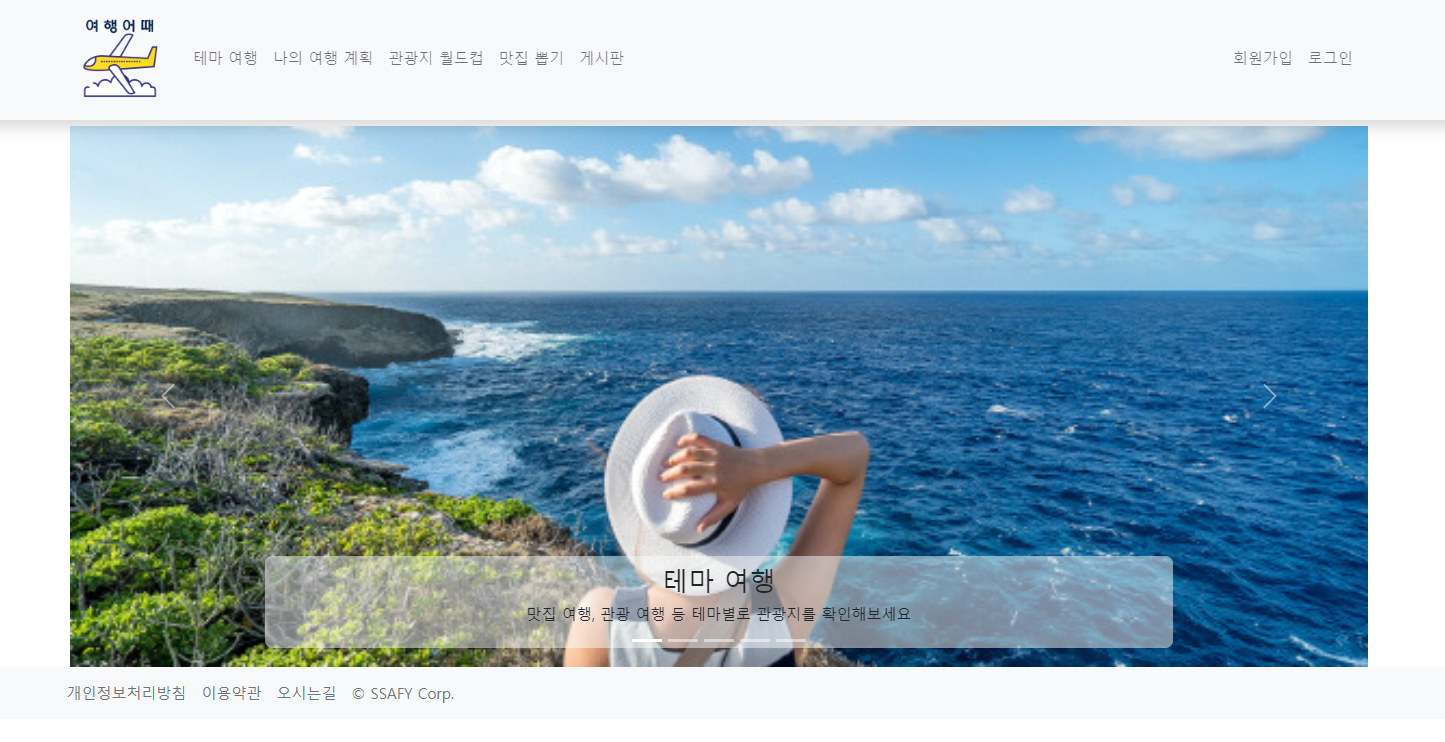 여행어때
테마 여행 나의 여행 계획 관광지 월드컵 맛집 뽑기 게시판 회원가입 로그인
테마 여행
맛집 여행, 관광 여행 등 테마별로 관광지를 확인해보세요
개인정보처리방침 이용약관 오시는길 © SSAFY Corp.